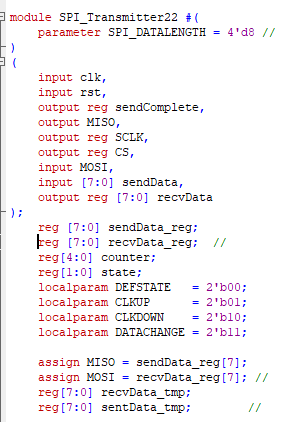 module SPI_Transmitter22 #(
parameter SPI_DATALENGTH = 4'd8 //
)
(
input clk,
input rst,
output reg sendComplete,
output MISO,
output reg SCLK,
output reg CS,
input MOSI,
input [7:0] sendData,
output reg [7:0] recvData
);
reg [7:0] sendData_reg;
reg [7:0] recvData_reg; //
reg[4:0] counter;
reg[1:0] state;
localparam DEFSTATE = 2'b00;
localparam CLKUP = 2'b01;
localparam CLKDOWN = 2'b10;
localparam DATACHANGE = 2'b11;
assign MISO = sendData_reg[7];
assign MOSI = recvData_reg[7]; //
reg[7:0] recvData_tmp;
reg[7:0] sentData_tmp; //